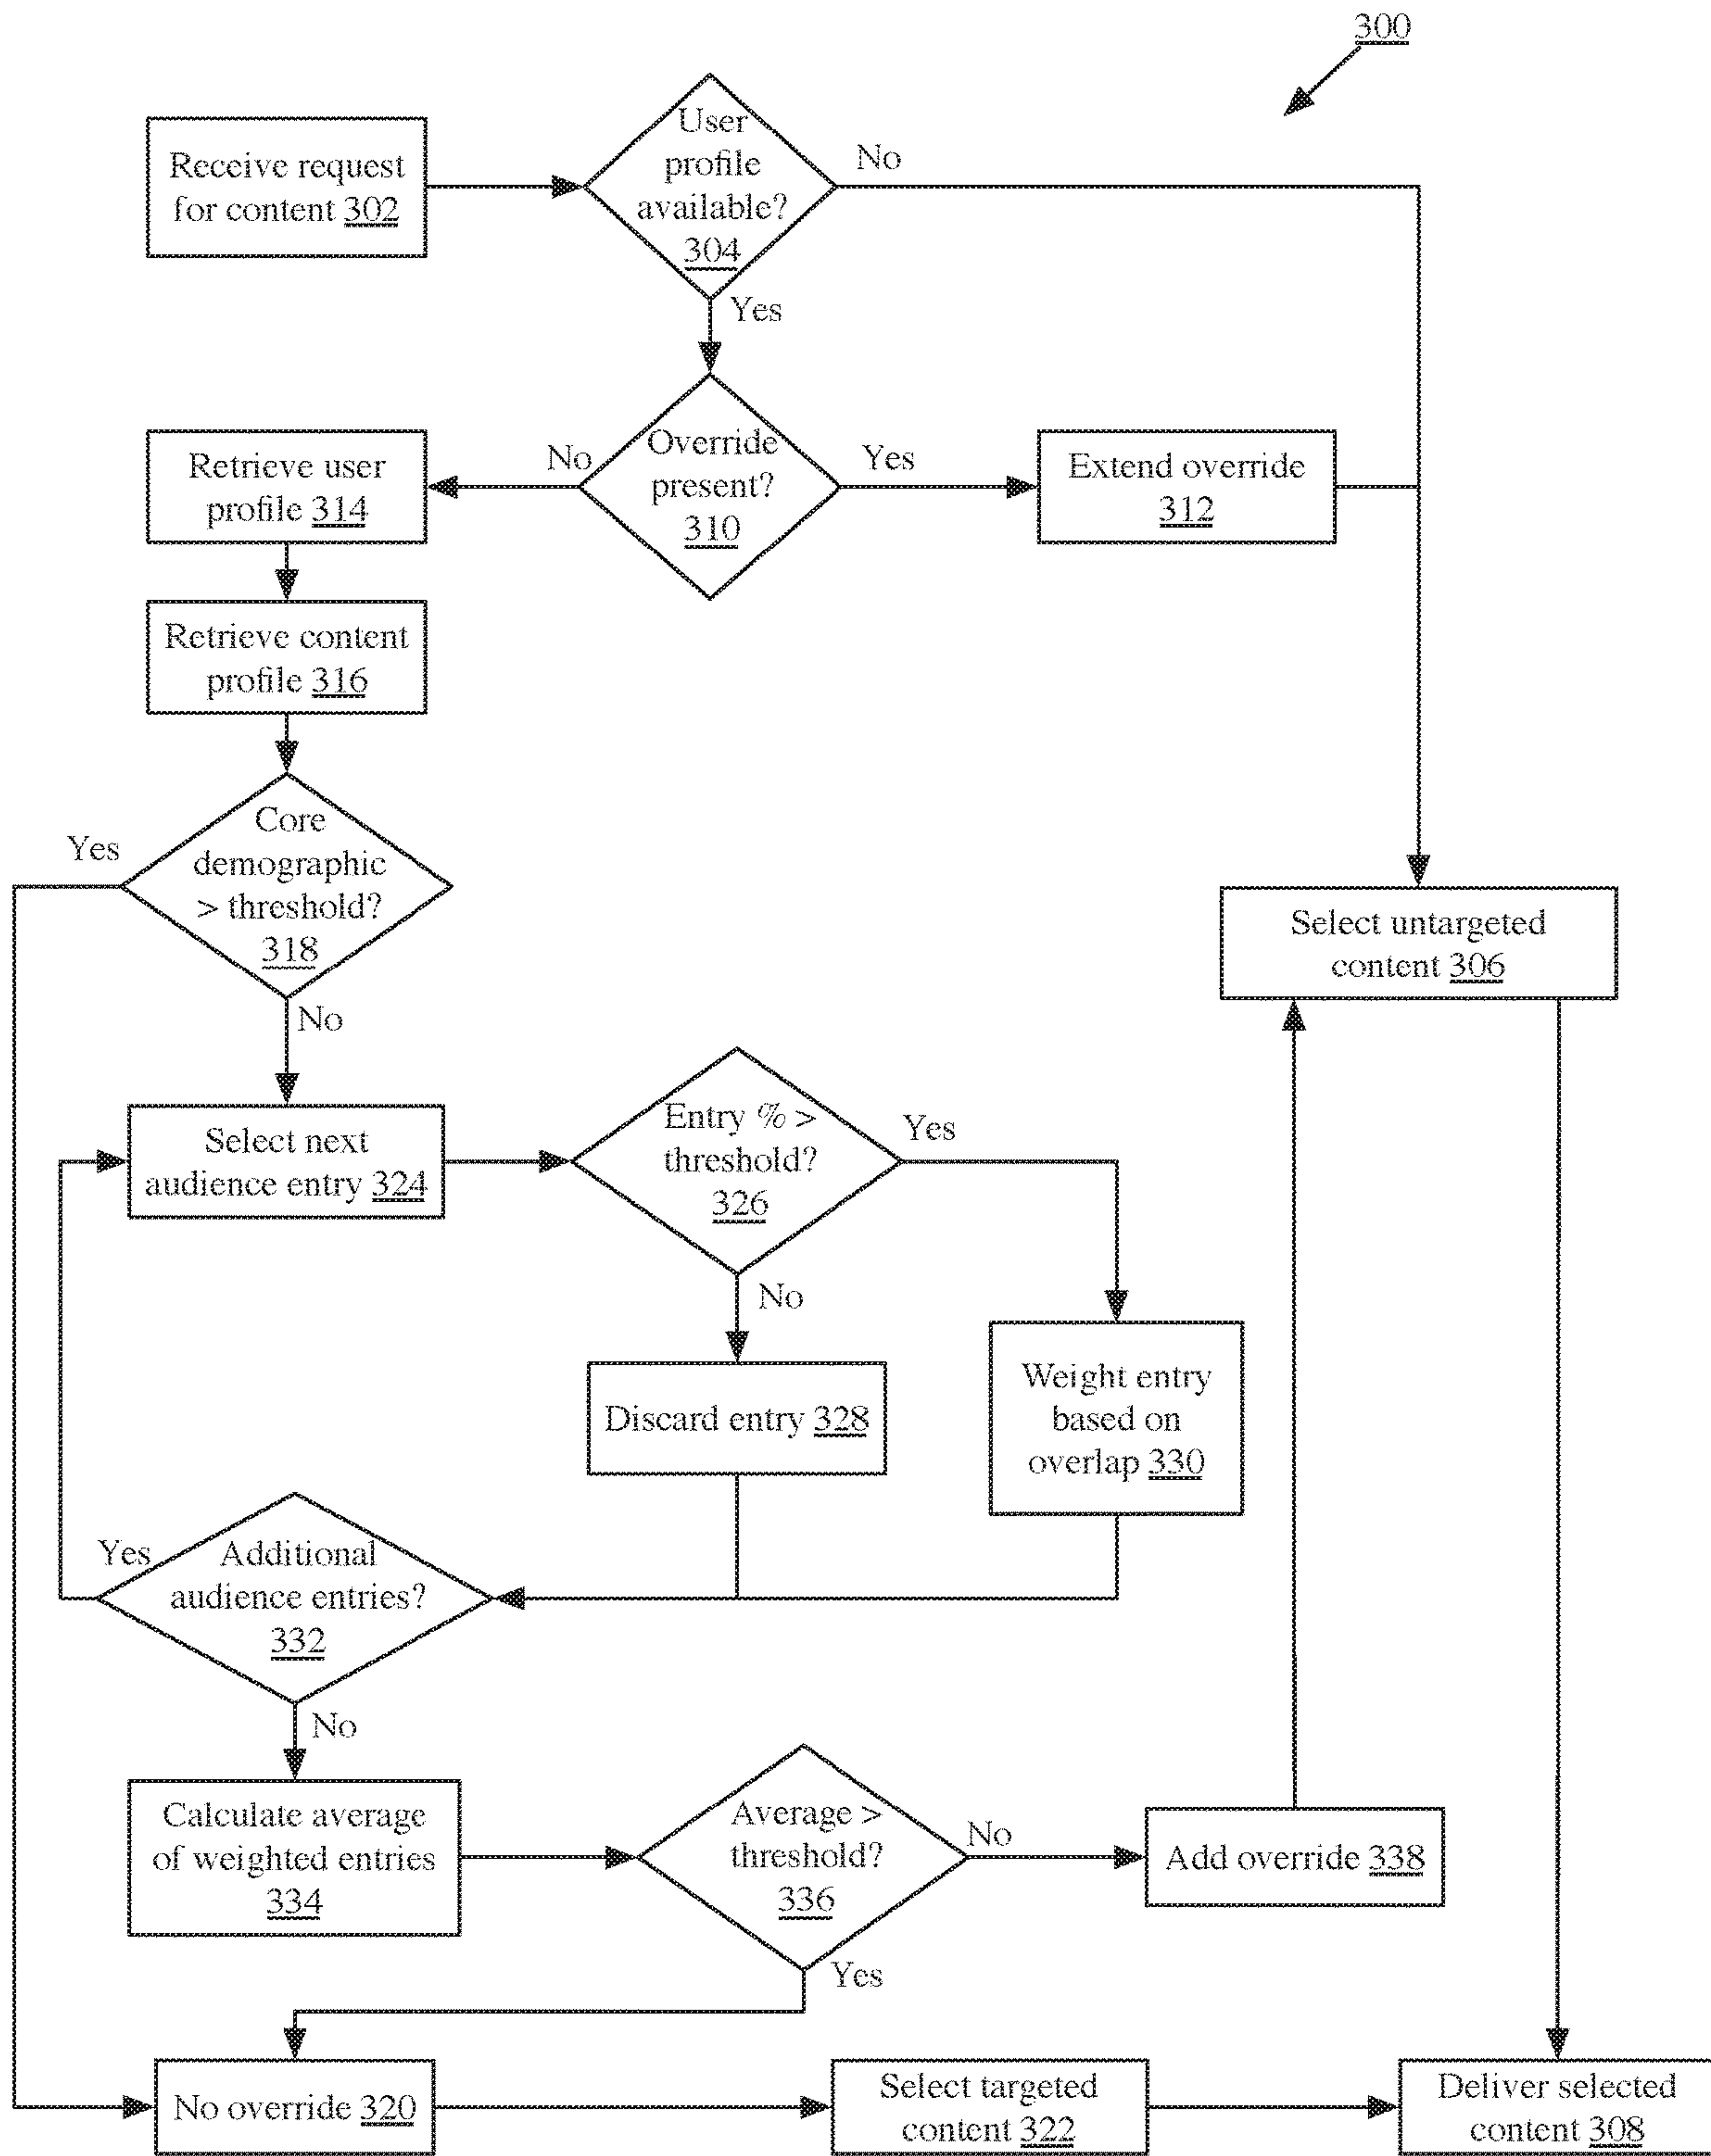 300
Receive request
for content 302
User
profile
available?
304
No
Yes
Override
present?
310
No
Yes
Retrieve user
profile 314
Extend override
312
Retrieve content
profile 316
Core
demographic
> threshold?
318
Yes
No
Select untargeted
content 306
Select next
audience entry 324
Entry % >
threshold?
326
Yes
No
Discard entry 328
Weight entry
based on
overlap 330
Additional
audience entries?
332
Yes
No
Calculate average
of weighted entries
334
Average >
threshold?
336
No
Yes
Add override 338
No override 320
Select targeted
content 322
Deliver selected
content 308